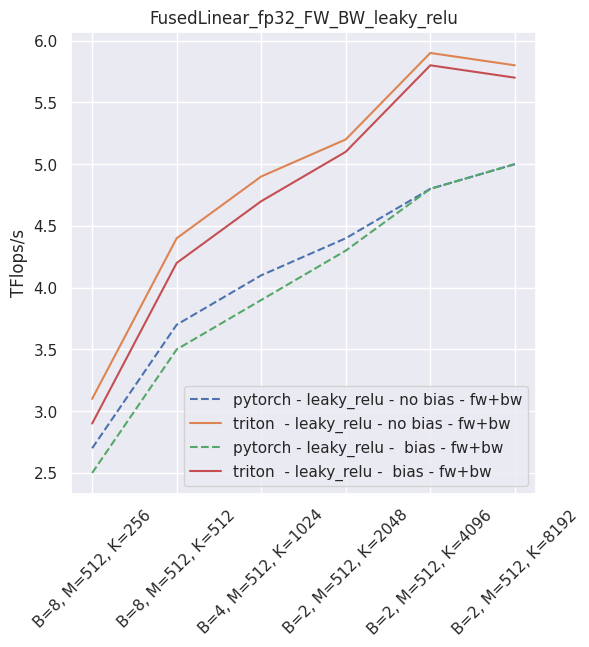 FusedLinear_fp32_FW_BW_leaky_relu
TFlops/s
6.0
5.5
5.0
4.5
4.0
3.5
3.0
2.5
pytorch - leaky_relu - no bias - fw+bw
triton  - leaky_relu - no bias - fw+bw
pytorch - leaky_relu -  bias - fw+bw
triton  - leaky_relu -  bias - fw+bw
B=8, M=512, K=256
B=8, M=512, K=512
B=4, M=512, K=1024
B=2, M=512, K=2048
B=2, M=512, K=4096
B=2, M=512, K=8192